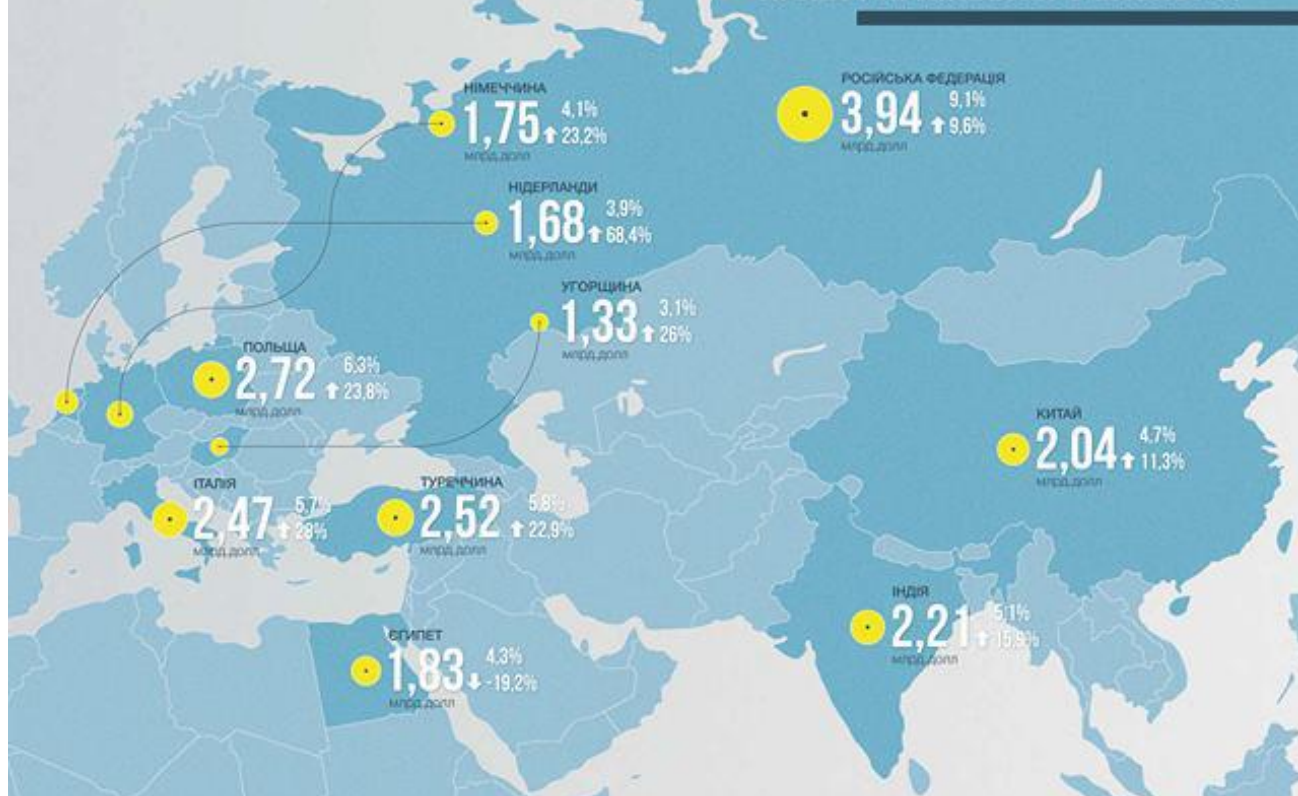 НІМЕЧЧИНА
1,75 4,1%
23,2%
млрд.долл
РОСІЙСЬКА ФЕДЕРАЦІЯ
3,94 9,1%
9,6%
млрд.долл
НІДЕРЛАНДИ
1,68 3,9%
68,4%
млрд.долл
УГОРЩИНА
1,33 3,1%
26%
млрд.долл
ПОЛЬЩА
2,72 6,3%
23,8%
млрд.долл
КИТАЙ
2,04 4,7%
11,3%
млрд.долл
ІТАЛІЯ
2,47 5,7%
28%
млрд.долл
ТУРЕЧЧИНА
2,52 5,8%
22,9%
млрд.долл
ІНДІЯ
2,21 5,1%
15,9%
млрд.долл
ЄГИПЕТ
1,83 4,3%
-19,2%
млрд.долл